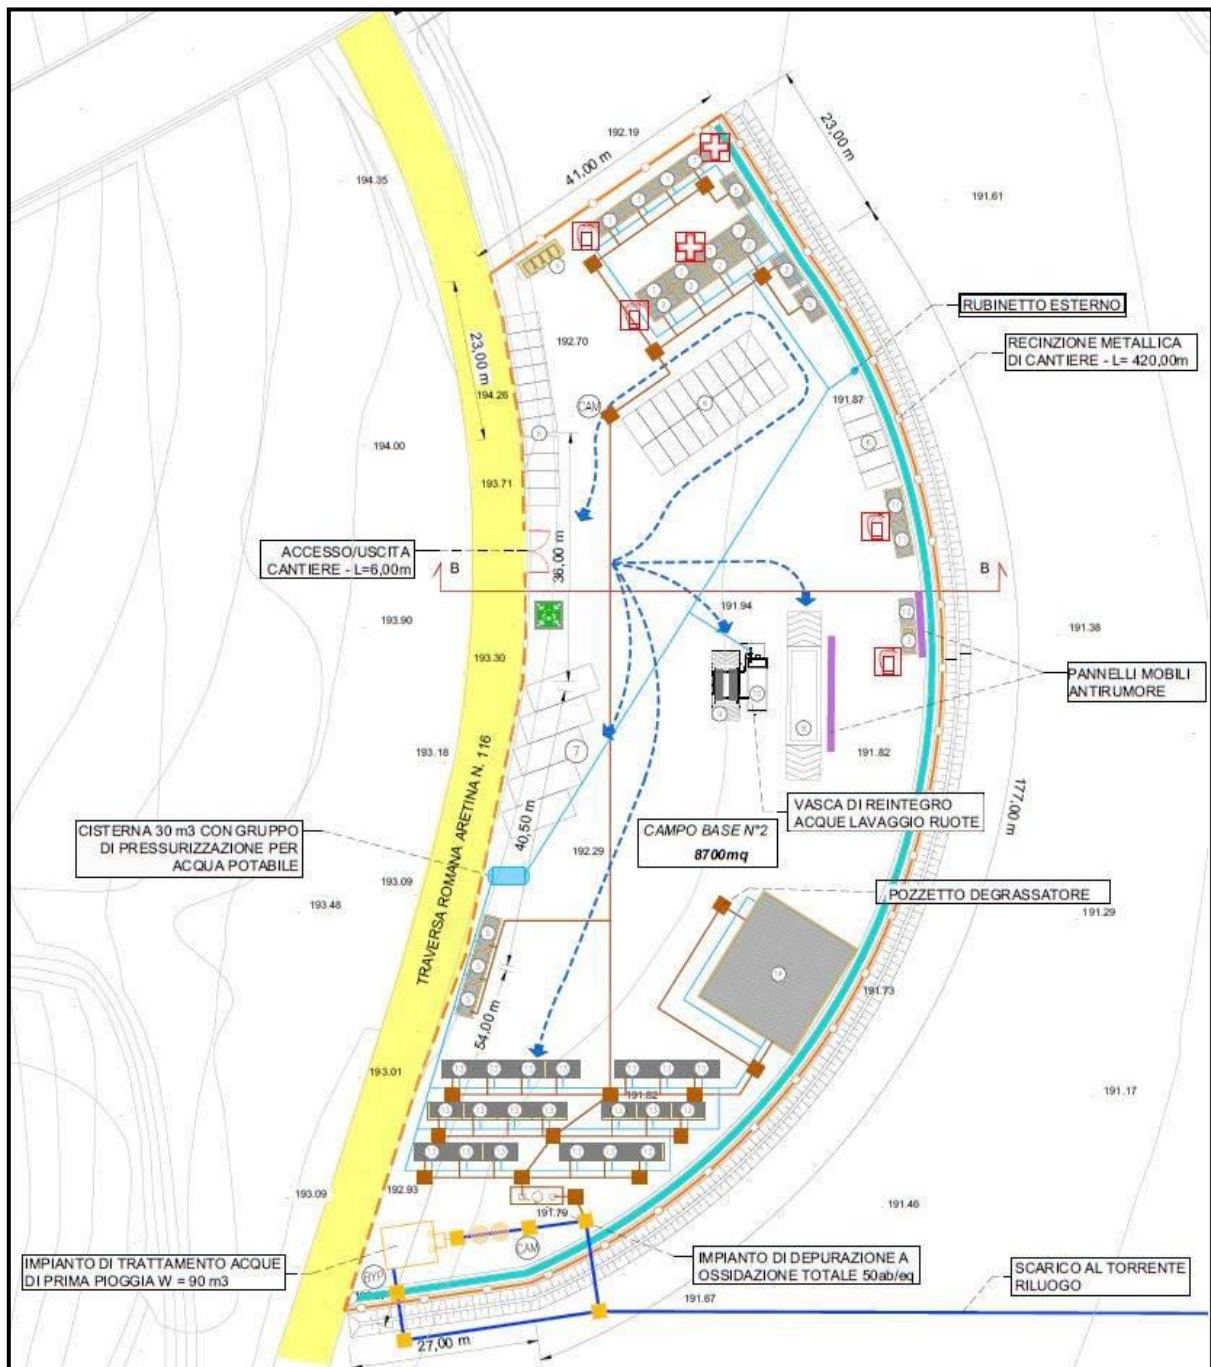 192.19
41,00 m
23,00 m
194.35
191.61
RUBINETTO ESTERNO
192.70
23,00 m
RECINZIONE METALLICA
DI CANTIERE - L= 420,00m
194.26
191.87
CAM
194.00
193.71
ACCESSO/USCITA
CANTIERE - L=6,00m
36,00 m
B
B
191.94
193.90
191.38
193.30
PANNELLI MOBILI
ANTIRUMORE
193.18
7
191.82
TRAVERSA ROMANA ARETINA N. 116
177,00 m
VASCA DI REINTEGRO
ACQUE LAVAGGIO RUOTE
40,50 m
CISTERNA 30 m3 CON GRUPPO
DI PRESSURIZZAZIONE PER
ACQUA POTABILE
CAMPO BASE N°2
8700mq
192.29
193.09
POZZETTO DEGRASSATORE
193.48
191.29
191.73
54,00 m
193.01
191.82
191.17
192.93
193.09
191.46
191.79
CAM
IMPIANTO DI TRATTAMENTO ACQUE
DI PRIMA PIOGGIA W = 90 m3
BYP
IMPIANTO DI DEPURAZIONE A
OSSIDAZIONE TOTALE 50ab/eq
SCARICO AL TORRENTE
RILUOGO
191.67
27,00 m